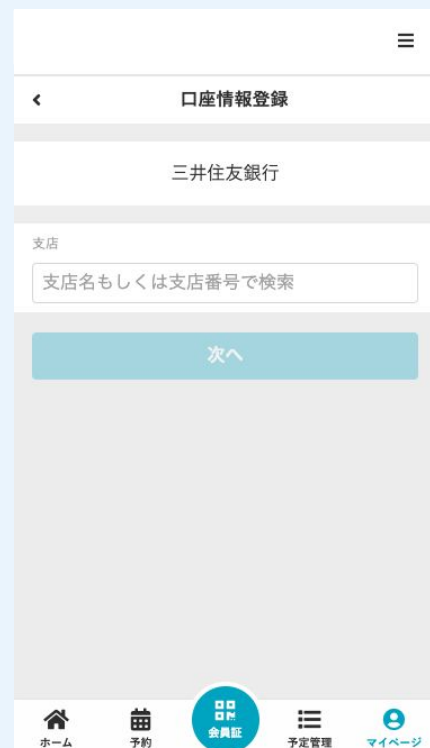 口座情報登録
三井住友銀行
支店
支店名もしくは支店番号で検索
次へ
ホーム
予約
会員証
予定管理
マイページ